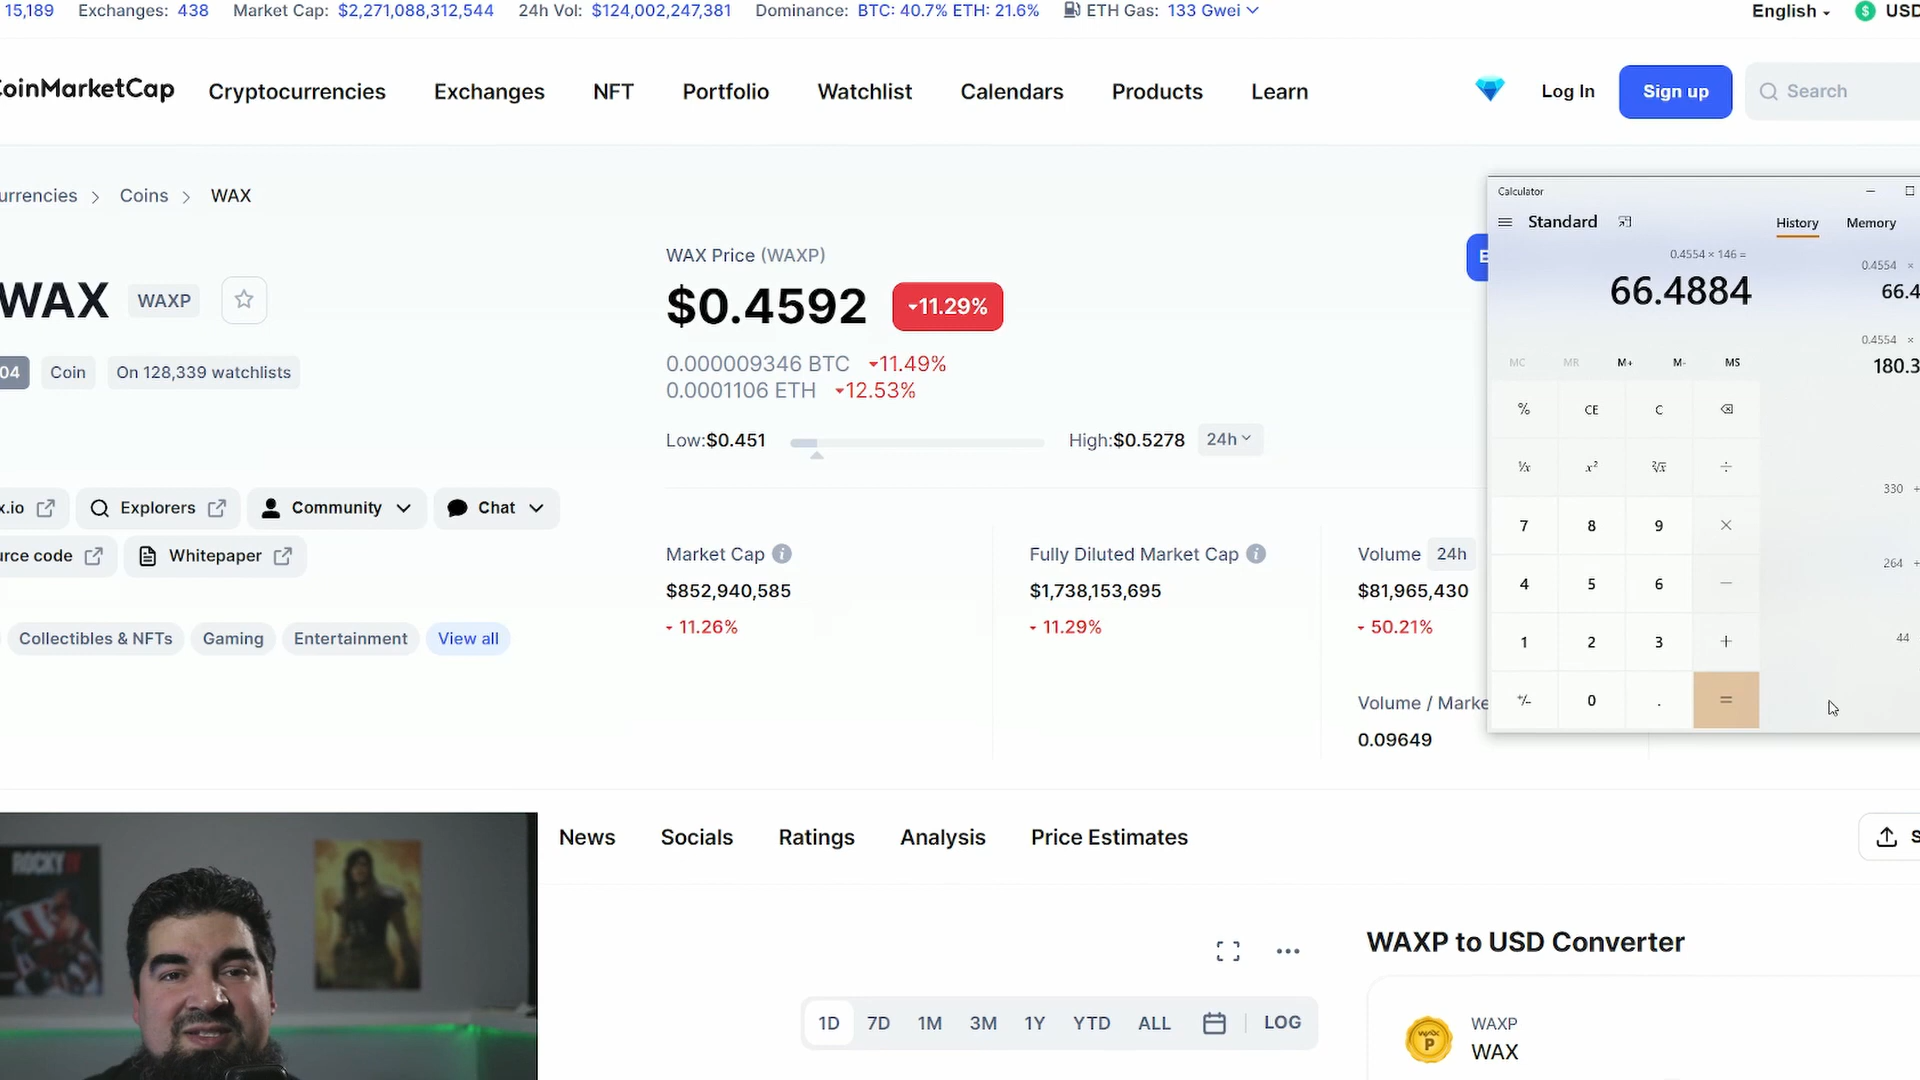 15,189 Exchanges: 438 Market Cap: $2,271,088,312,544 24h Vol: $124,002,247,381 Dominance: BTC: 40.7% ETH: 21.6% ETH Gas: 133 Gwei English $ USD
CoinMarketCap Cryptocurrencies Exchanges NFT Portfolio Watchlist Calendars Products Learn Log In Sign up Search
urrencies Coins WAX
WAX WAXP
04 Coin On 128,339 watchlists
x.io Explorers Community Chat
urce code Whitepaper
Collectibles & NFTs Gaming Entertainment View all
WAX Price (WAXP)
$0.4592 11.29%
0.000009346 BTC 11.49%
0.0001106 ETH 12.53%
Low:$0.451 High:$0.5278 24h
Market Cap
$852,940,585
11.26%
Fully Diluted Market Cap
$1,738,153,695
11.29%
Volume 24h
$81,965,430
50.21%
Volume / Marke
0.09649
Calculator
Standard History Memory
0.4554 × 146 =
66.4884
MC MR M+ M- MS
% CE C
¹/x x² ²√x ÷
7 8 9 ×
4 5 6 −
1 2 3 +
+/− 0 . =
0.4554 ×
66.4
0.4554 ×
180.3
330 +
264 +
44
ROCKY
News Socials Ratings Analysis Price Estimates
1D 7D 1M 3M 1Y YTD ALL LOG
WAXP to USD Converter
WAX
P
WAXP
WAX